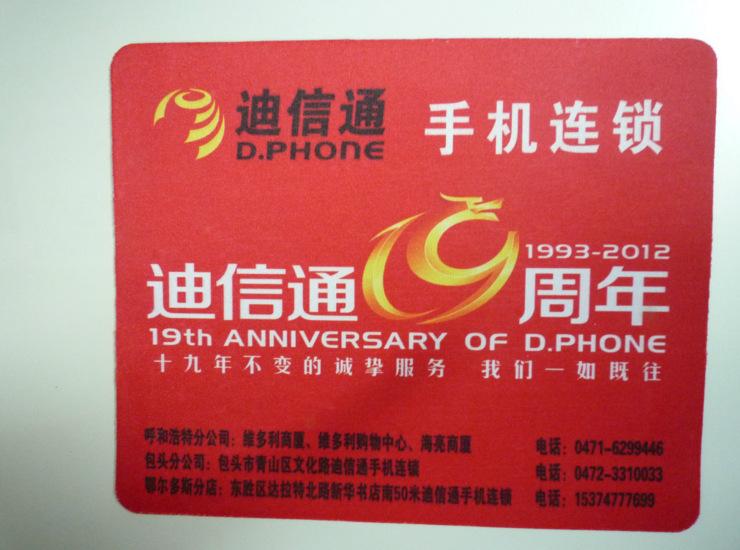 迪信通 手机连锁
D.PHONE
1993-2012
迪信通19周年
19th ANNIVERSARY OF D.PHONE
十九年不变的诚挚服务 我们一如既往
呼和浩特分公司：维多利商厦、维多利购物中心、海亮商厦 电话：0471-6299446
包头分公司：包头市青山区文化路迪信通手机连锁 电话：0472-3310033
鄂尔多斯分店：东胜区达拉特北路新华书店南50米迪信通手机连锁 电话：15374777699